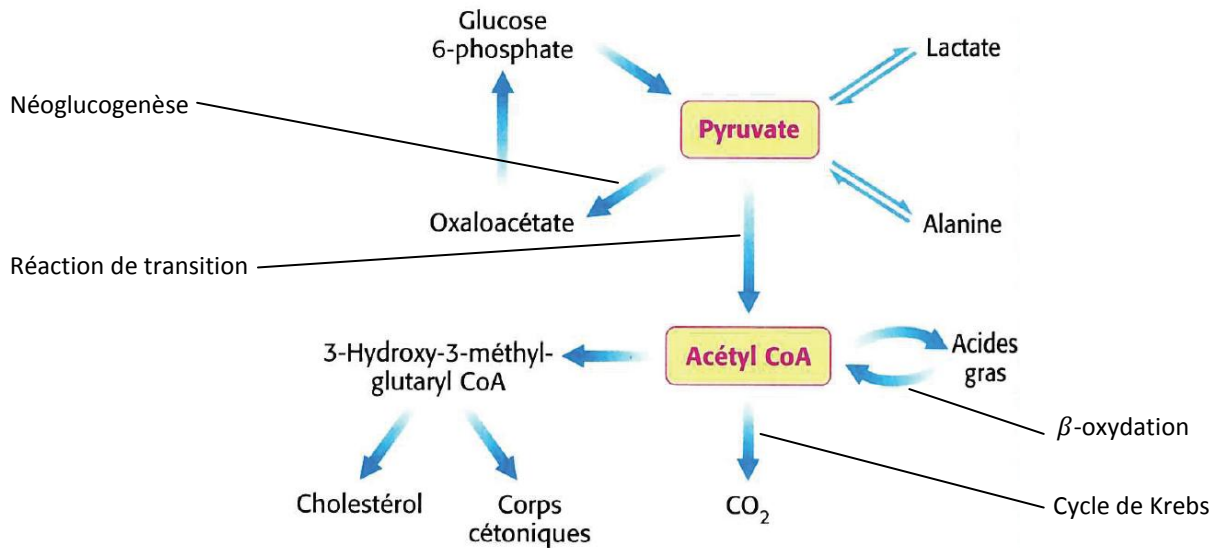 Glucose
6-phosphate
Lactate
Néoglucogenèse
Pyruvate
Oxaloacétate
Alanine
Réaction de transition
3-Hydroxy-3-méthyl-
glutaryl CoA
Acétyl CoA
Acides
gras
β-oxydation
Cholestérol
Corps
cétoniques
CO₂
Cycle de Krebs